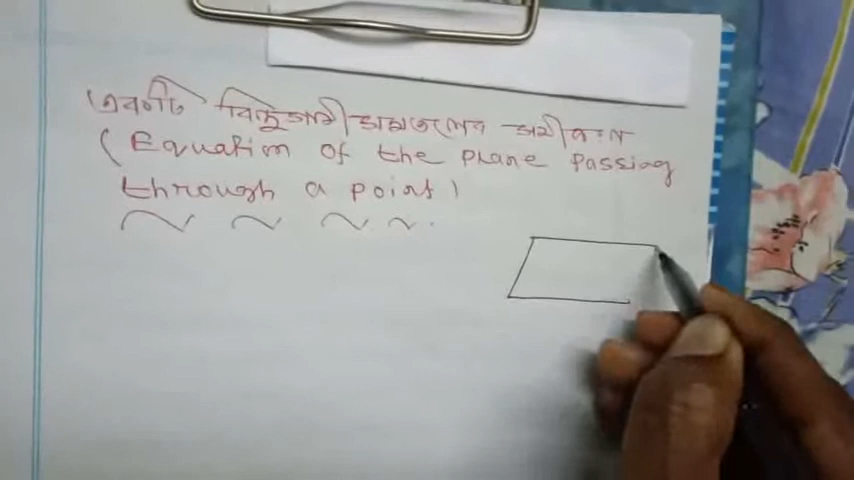 একটি বিন্দুগামী সমতলের সমীকরণ
( Equation of the plane passing
through a point )